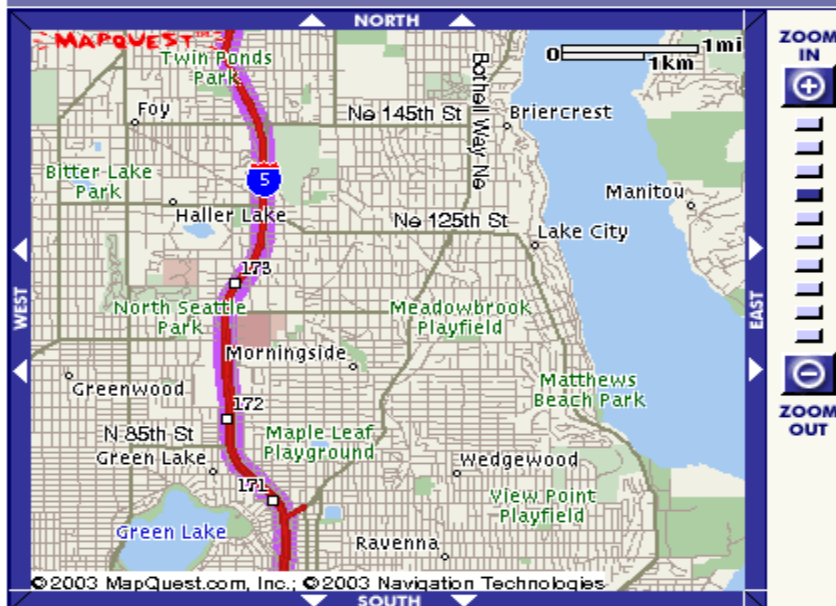 NORTH
MAPQUEST
0 1mi
1km
ZOOM
IN
Twin Ponds
Park
Bothell Way Ne
Foy
Ne 145th St
Briercrest
Bitter Lake
Park
5
Manitou
Haller Lake
Ne 125th St
Lake City
173
WEST
EAST
North Seattle
Park
Meadowbrook
Playfield
Morningside
Greenwood
Matthews
Beach Park
ZOOM
OUT
172
N 85th St
Maple Leaf
Playground
Green Lake
Wedgewood
171
View Point
Playfield
Green Lake
Ravenna
©2003 MapQuest.com, Inc.; ©2003 Navigation Technologies
SOUTH